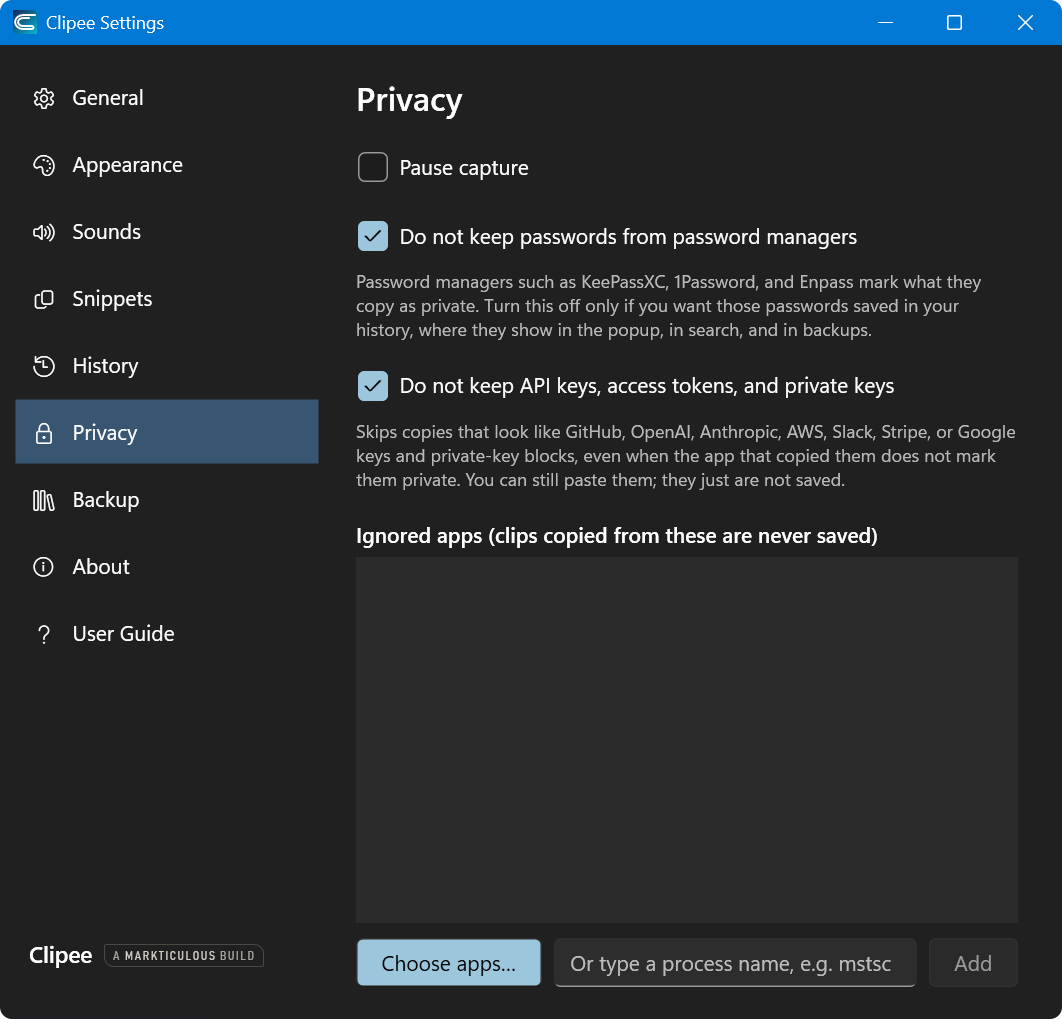 Clipee Settings
General
Appearance
Sounds
Snippets
History
Privacy
Backup
About
User Guide
Clipee
A MARKTICULOUS BUILD
Privacy
Pause capture
Do not keep passwords from password managers
Password managers such as KeePassXC, 1Password, and Enpass mark what they
copy as private. Turn this off only if you want those passwords saved in your
history, where they show in the popup, in search, and in backups.
Do not keep API keys, access tokens, and private keys
Skips copies that look like GitHub, OpenAI, Anthropic, AWS, Slack, Stripe, or Google
keys and private-key blocks, even when the app that copied them does not mark
them private. You can still paste them; they just are not saved.
Ignored apps (clips copied from these are never saved)
Choose apps...
Or type a process name, e.g. mstsc
Add